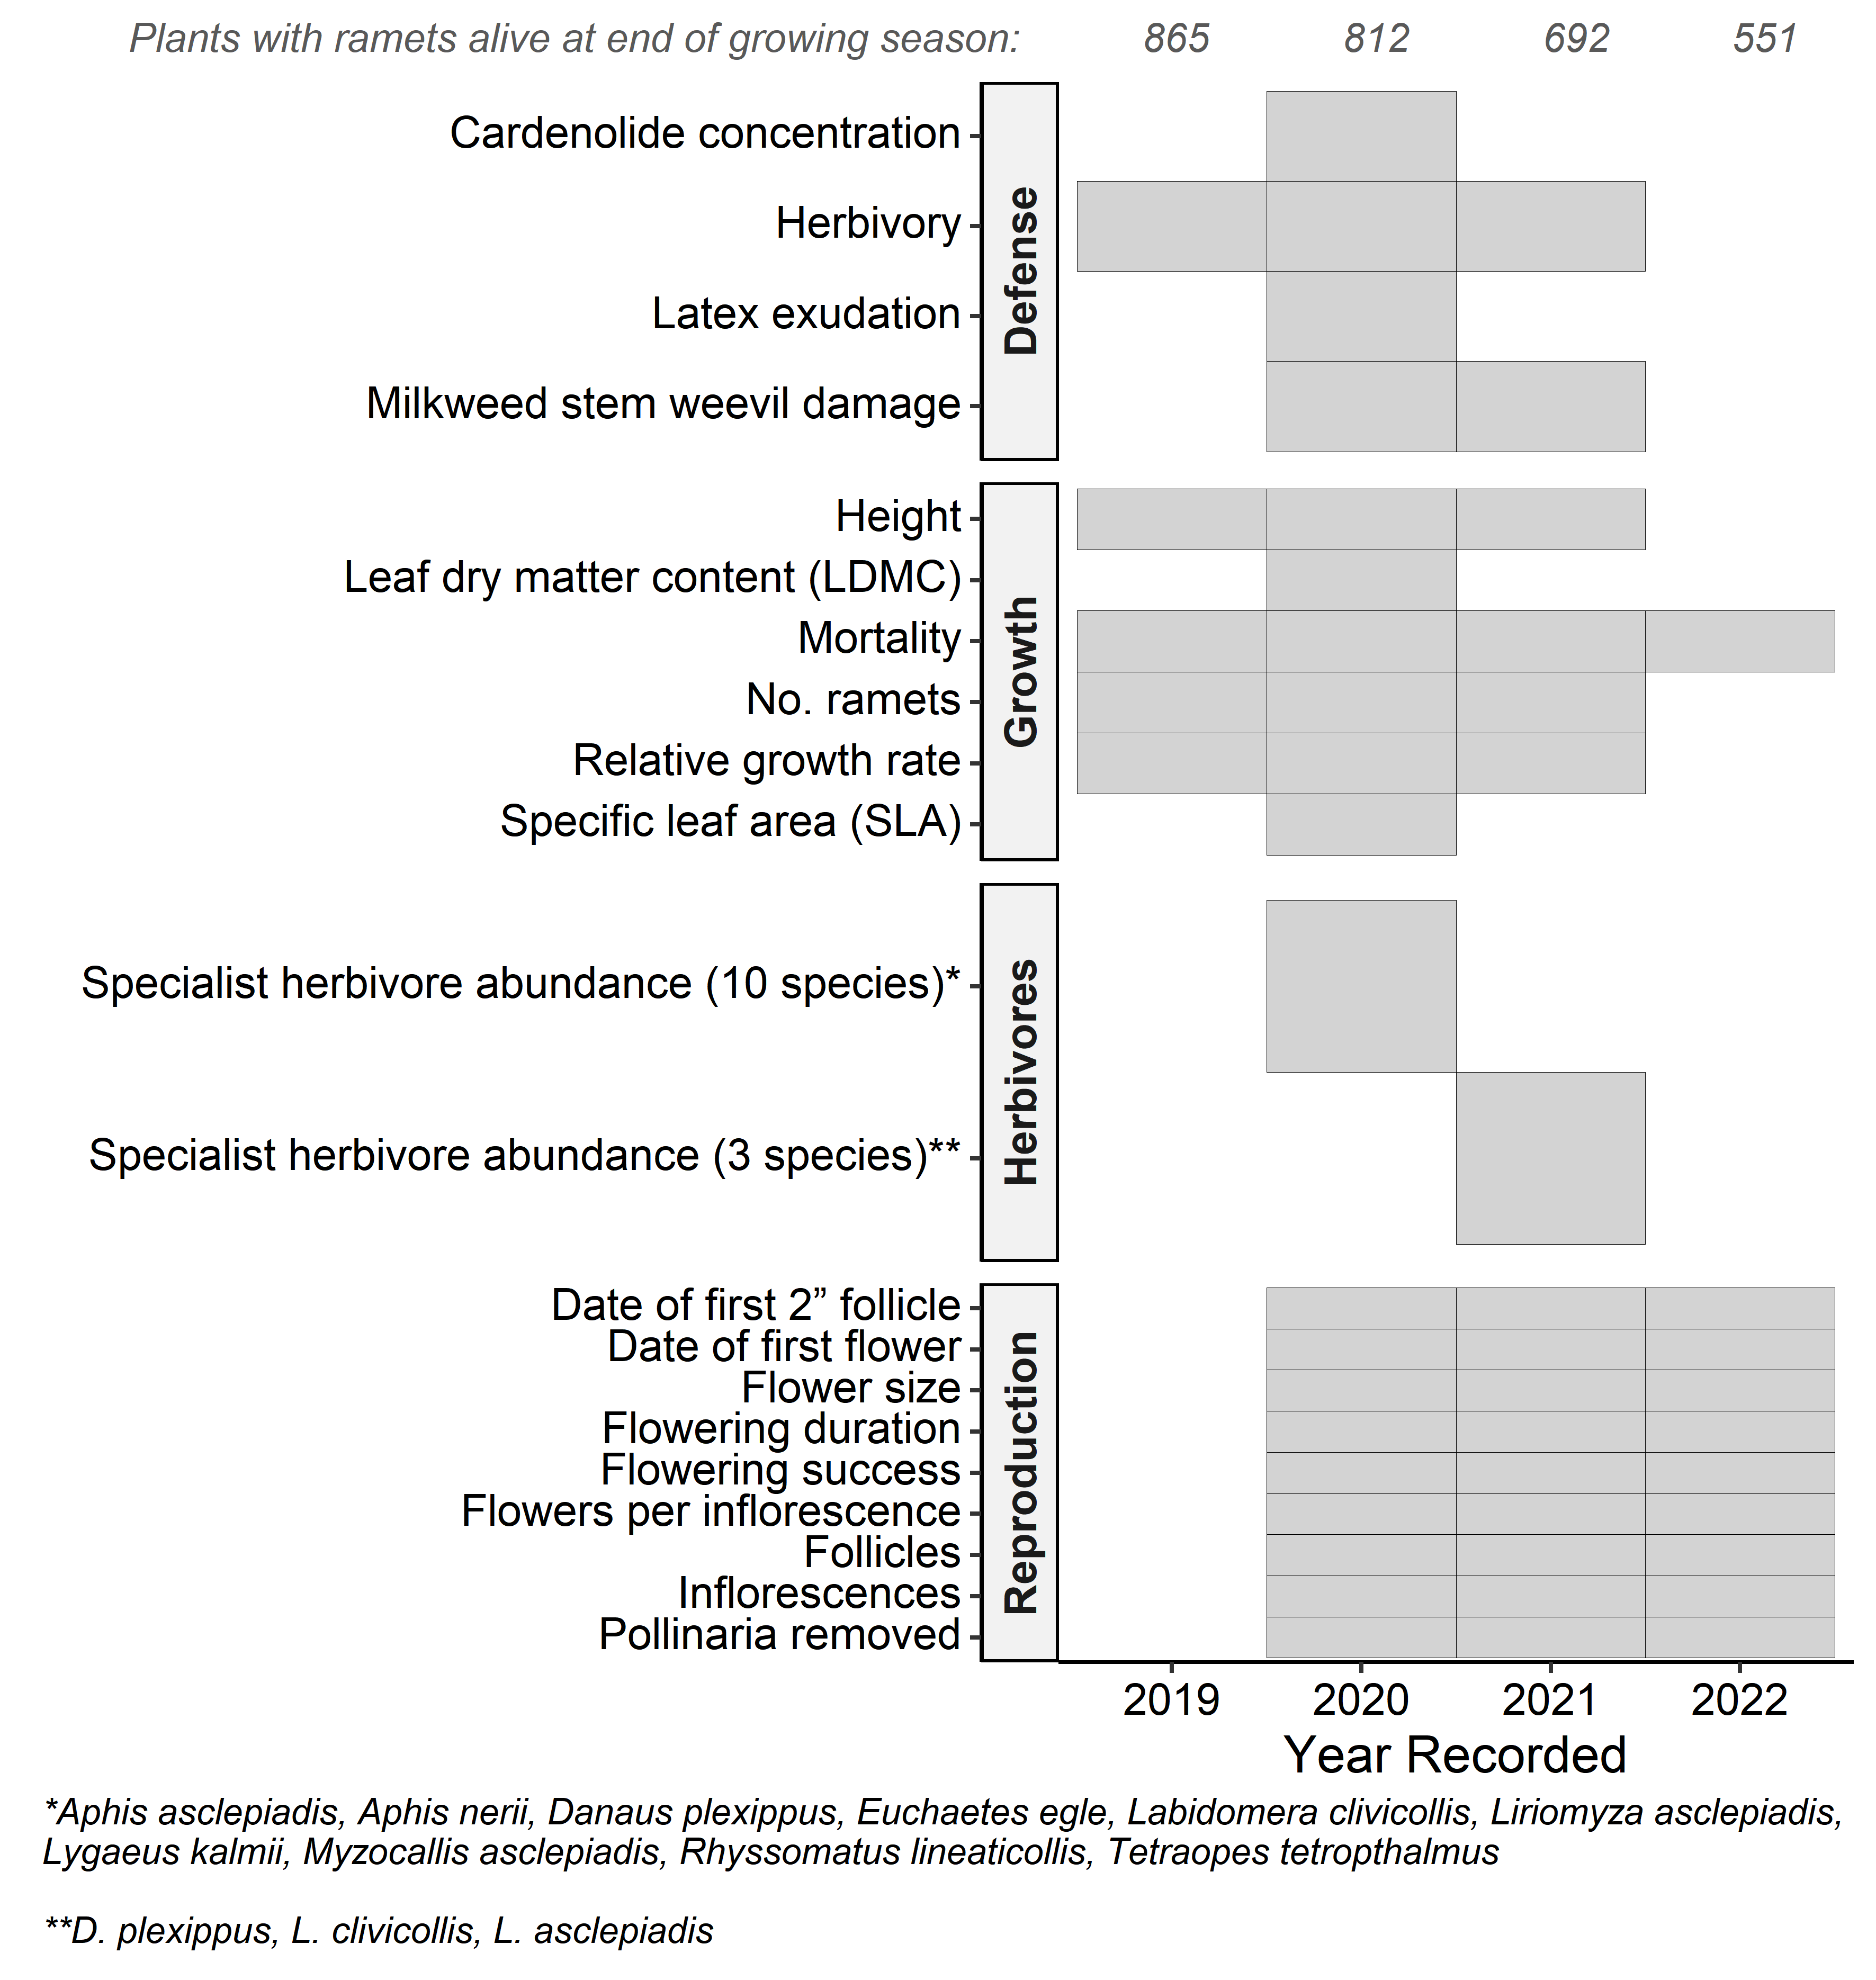 Plants with ramets alive at end of growing season: 865 812 692 551
Defense
Cardenolide concentration
Herbivory
Latex exudation
Milkweed stem weevil damage
Growth
Height
Leaf dry matter content (LDMC)
Mortality
No. ramets
Relative growth rate
Specific leaf area (SLA)
Herbivores
Specialist herbivore abundance (10 species)*
Specialist herbivore abundance (3 species)**
Reproduction
Date of first 2” follicle
Date of first flower
Flower size
Flowering duration
Flowering success
Flowers per inflorescence
Follicles
Inflorescences
Pollinaria removed
2019 2020 2021 2022
Year Recorded
*Aphis asclepiadis, Aphis nerii, Danaus plexippus, Euchaetes egle, Labidomera clivicollis, Liriomyza asclepiadis,
Lygaeus kalmii, Myzocallis asclepiadis, Rhyssomatus lineaticollis, Tetraopes tetropthalmus
**D. plexippus, L. clivicollis, L. asclepiadis